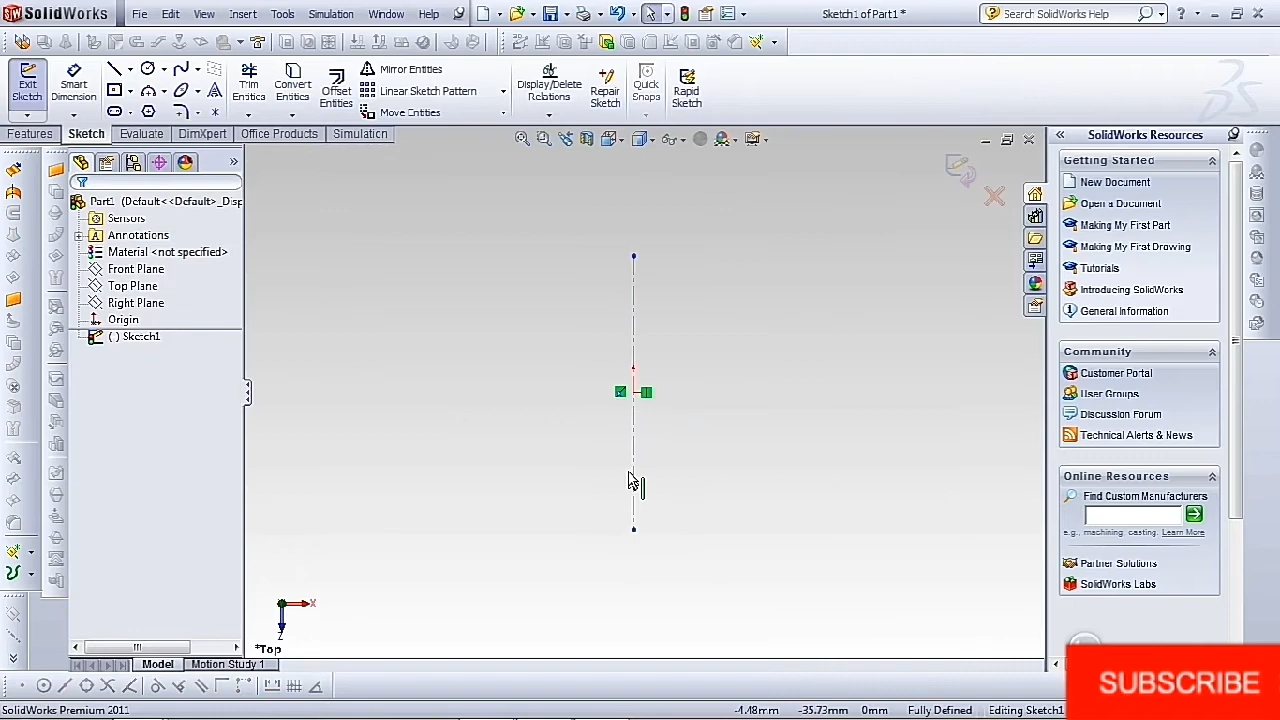 SolidWorks File Edit View Insert Tools Simulation Window Help Sketch1 of Part1 * Search SolidWorks Help
Exit Sketch
Smart Dimension
Trim Entities
Convert Entities
Offset Entities
Mirror Entities
Linear Sketch Pattern
Move Entities
Display/Delete Relations
Repair Sketch
Quick Snaps
Rapid Sketch
Features Sketch Evaluate DimXpert Office Products Simulation
Part1 (Default<<Default>_Disp
Sensors
Annotations
Material <not specified>
Front Plane
Top Plane
Right Plane
Origin
( ) Sketch1
X
Z
*Top
SolidWorks Resources
Getting Started
New Document
Open a Document
Making My First Part
Making My First Drawing
Tutorials
Introducing SolidWorks
General Information
Community
Customer Portal
User Groups
Discussion Forum
Technical Alerts & News
Online Resources
Find Custom Manufacturers
e.g., machining, casting. Learn More
Partner Solutions
SolidWorks Labs
Model Motion Study 1
SUBSCRIBE
SolidWorks Premium 2011 -4.48mm -35.73mm 0mm Fully Defined Editing Sketch1